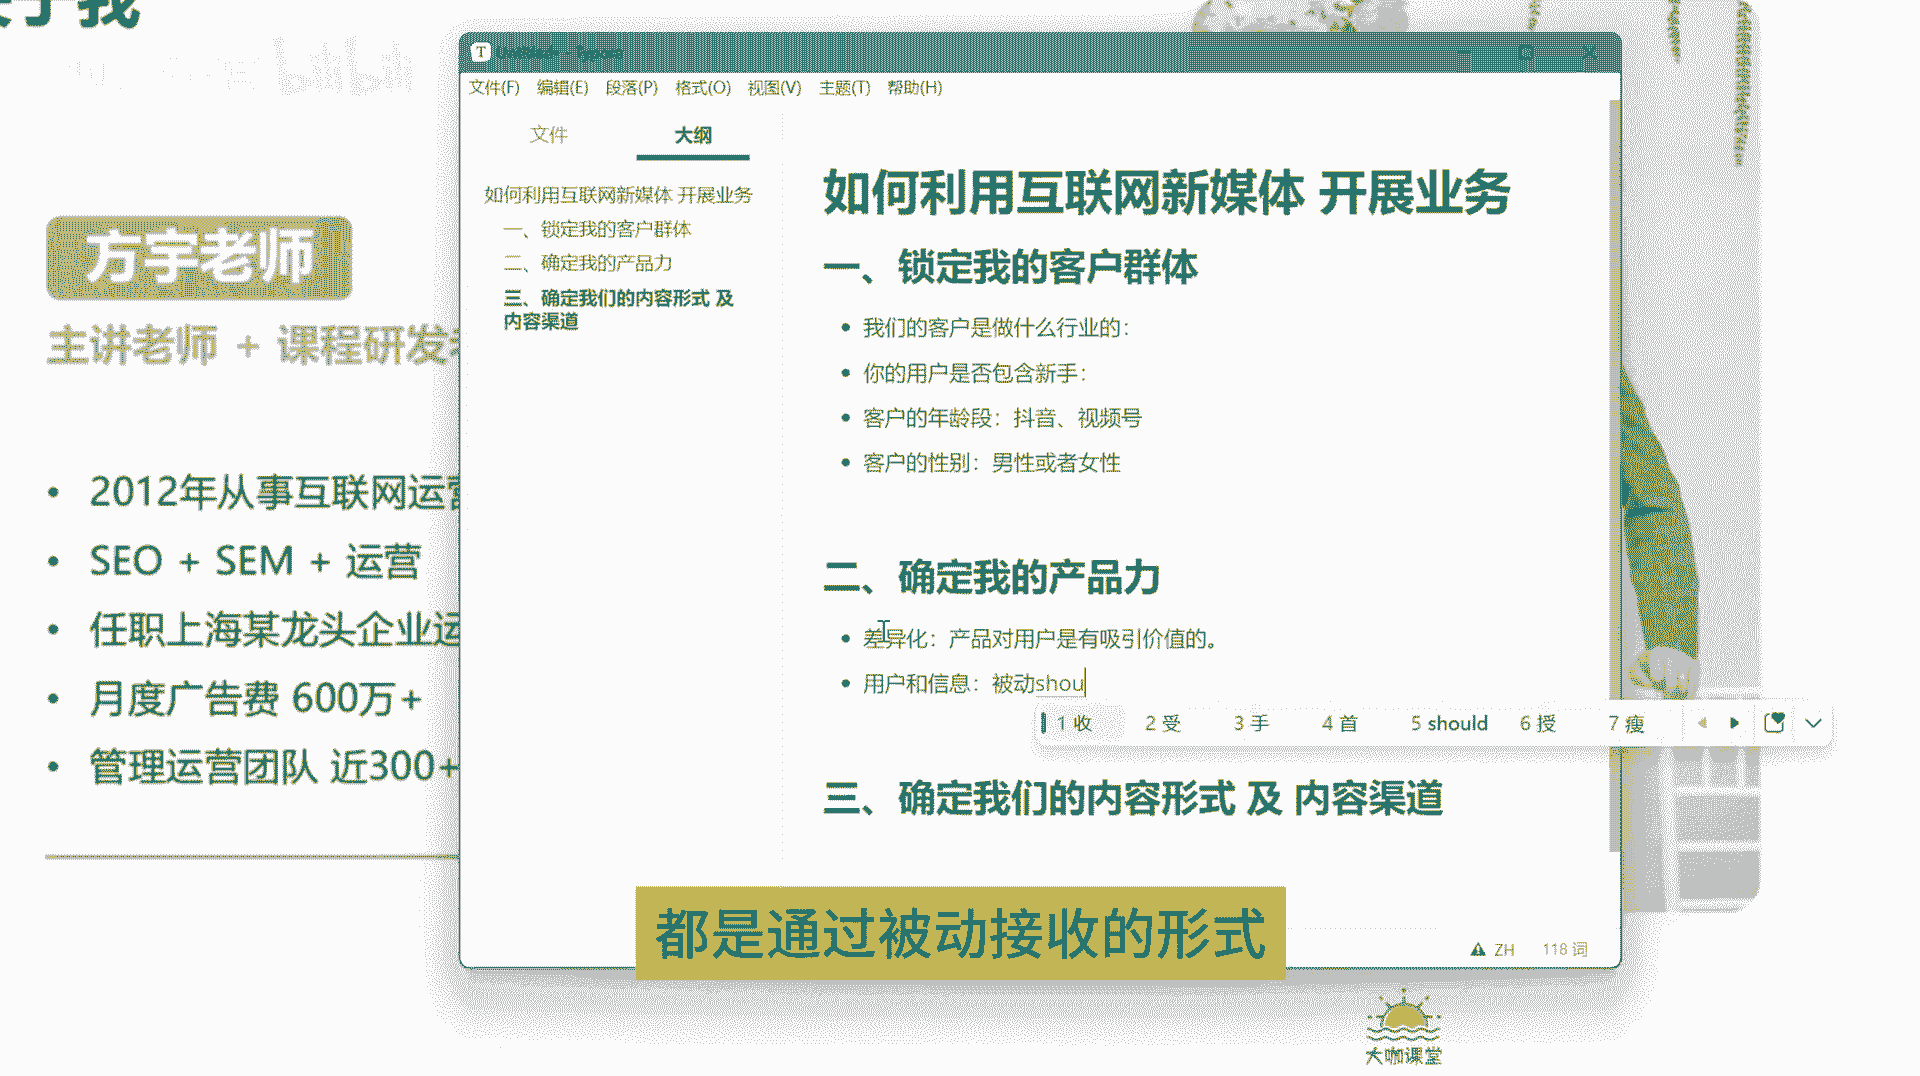 于我
bilibili
方宇老师
主讲老师 + 课程研发
2012年从事互联网运营
SEO + SEM + 运营
任职上海某龙头企业运
月度广告费 600万+
管理运营团队 近300+
Untitled - Typora
文件(F) 编辑(E) 段落(P) 格式(O) 视图(V) 主题(T) 帮助(H)
文件 大纲
如何利用互联网新媒体 开展业务
一、锁定我的客户群体
二、确定我的产品力
三、确定我们的内容形式 及
内容渠道
如何利用互联网新媒体 开展业务
一、锁定我的客户群体
我们的客户是做什么行业的：
你的用户是否包含新手：
客户的年龄段：抖音、视频号
客户的性别：男性或者女性
二、确定我的产品力
差异化：产品对用户是有吸引价值的。
用户和信息：被动shou
1 收 2 受 3 手 4 首 5 should 6 授 7 瘦
三、确定我们的内容形式 及 内容渠道
都是通过被动接收的形式
ZH 118 词
大咖课堂